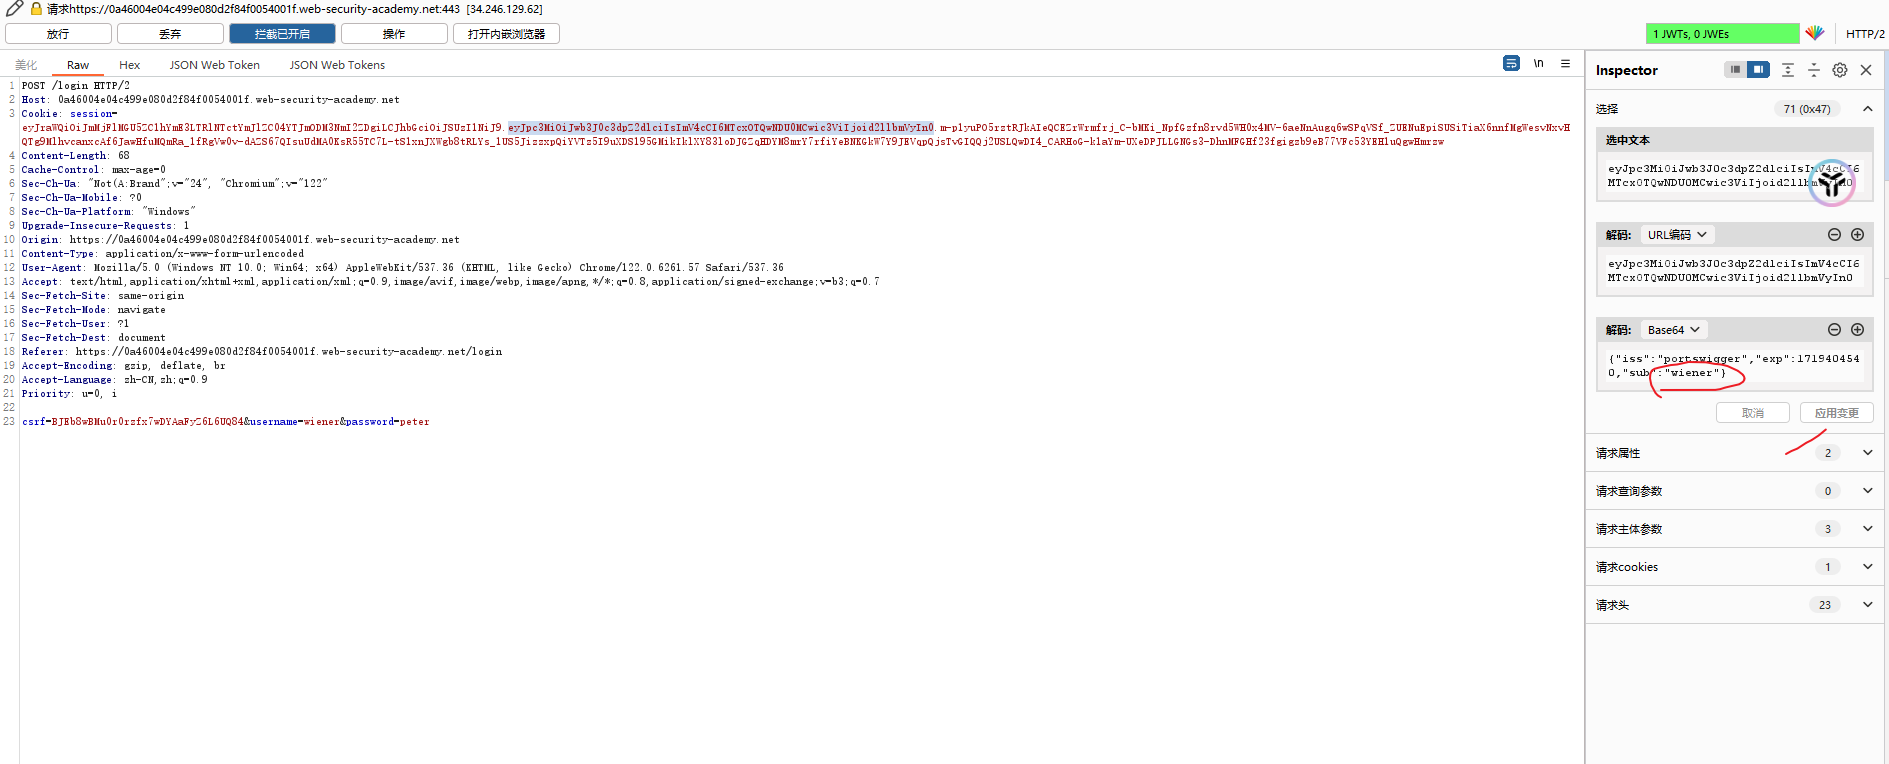 请求https://0a46004e04c499e080d2f84f0054001f.web-security-academy.net:443 [34.246.129.62]
放行 丢弃 拦截已开启 操作 打开内嵌浏览器 1 JWTs, 0 JWEs HTTP/2
美化 Raw Hex JSON Web Token JSON Web Tokens \n
1 POST /login HTTP/2
2 Host: 0a46004e04c499e080d2f84f0054001f.web-security-academy.net
3 Cookie: session=
4 Content-Length: 68
5 Cache-Control: max-age=0
6 Sec-Ch-Ua: "Not(A:Brand";v="24", "Chromium";v="122"
7 Sec-Ch-Ua-Mobile: ?0
8 Sec-Ch-Ua-Platform: "Windows"
9 Upgrade-Insecure-Requests: 1
10 Origin: https://0a46004e04c499e080d2f84f0054001f.web-security-academy.net
11 Content-Type: application/x-www-form-urlencoded
12 User-Agent: Mozilla/5.0 (Windows NT 10.0; Win64; x64) AppleWebKit/537.36 (KHTML, like Gecko) Chrome/122.0.6261.57 Safari/537.36
13 Accept: text/html,application/xhtml+xml,application/xml;q=0.9,image/avif,image/webp,image/apng,*/*;q=0.8,application/signed-exchange;v=b3;q=0.7
14 Sec-Fetch-Site: same-origin
15 Sec-Fetch-Mode: navigate
16 Sec-Fetch-User: ?1
17 Sec-Fetch-Dest: document
18 Referer: https://0a46004e04c499e080d2f84f0054001f.web-security-academy.net/login
19 Accept-Encoding: gzip, deflate, br
20 Accept-Language: zh-CN,zh;q=0.9
21 Priority: u=0, i
22
23 csrf=BJEb8wBMu0r0rzfx7wDYAaFyZ6L6UQ84&username=wiener&password=peter
Inspector
选择 71 (0x47)
选中文本
解码: URL编码
eyJpc3MiOiJwb3J0c3dpZ2dlciIsImV4cCI6
MTcxOTQwNDU0MCwic3ViIjoid2llbmVyIn0
解码: Base64
{"iss":"portswigger","exp":171940454
0,"sub":"wiener"}
取消 应用变更
请求属性 2
请求查询参数 0
请求主体参数 3
请求cookies 1
请求头 23